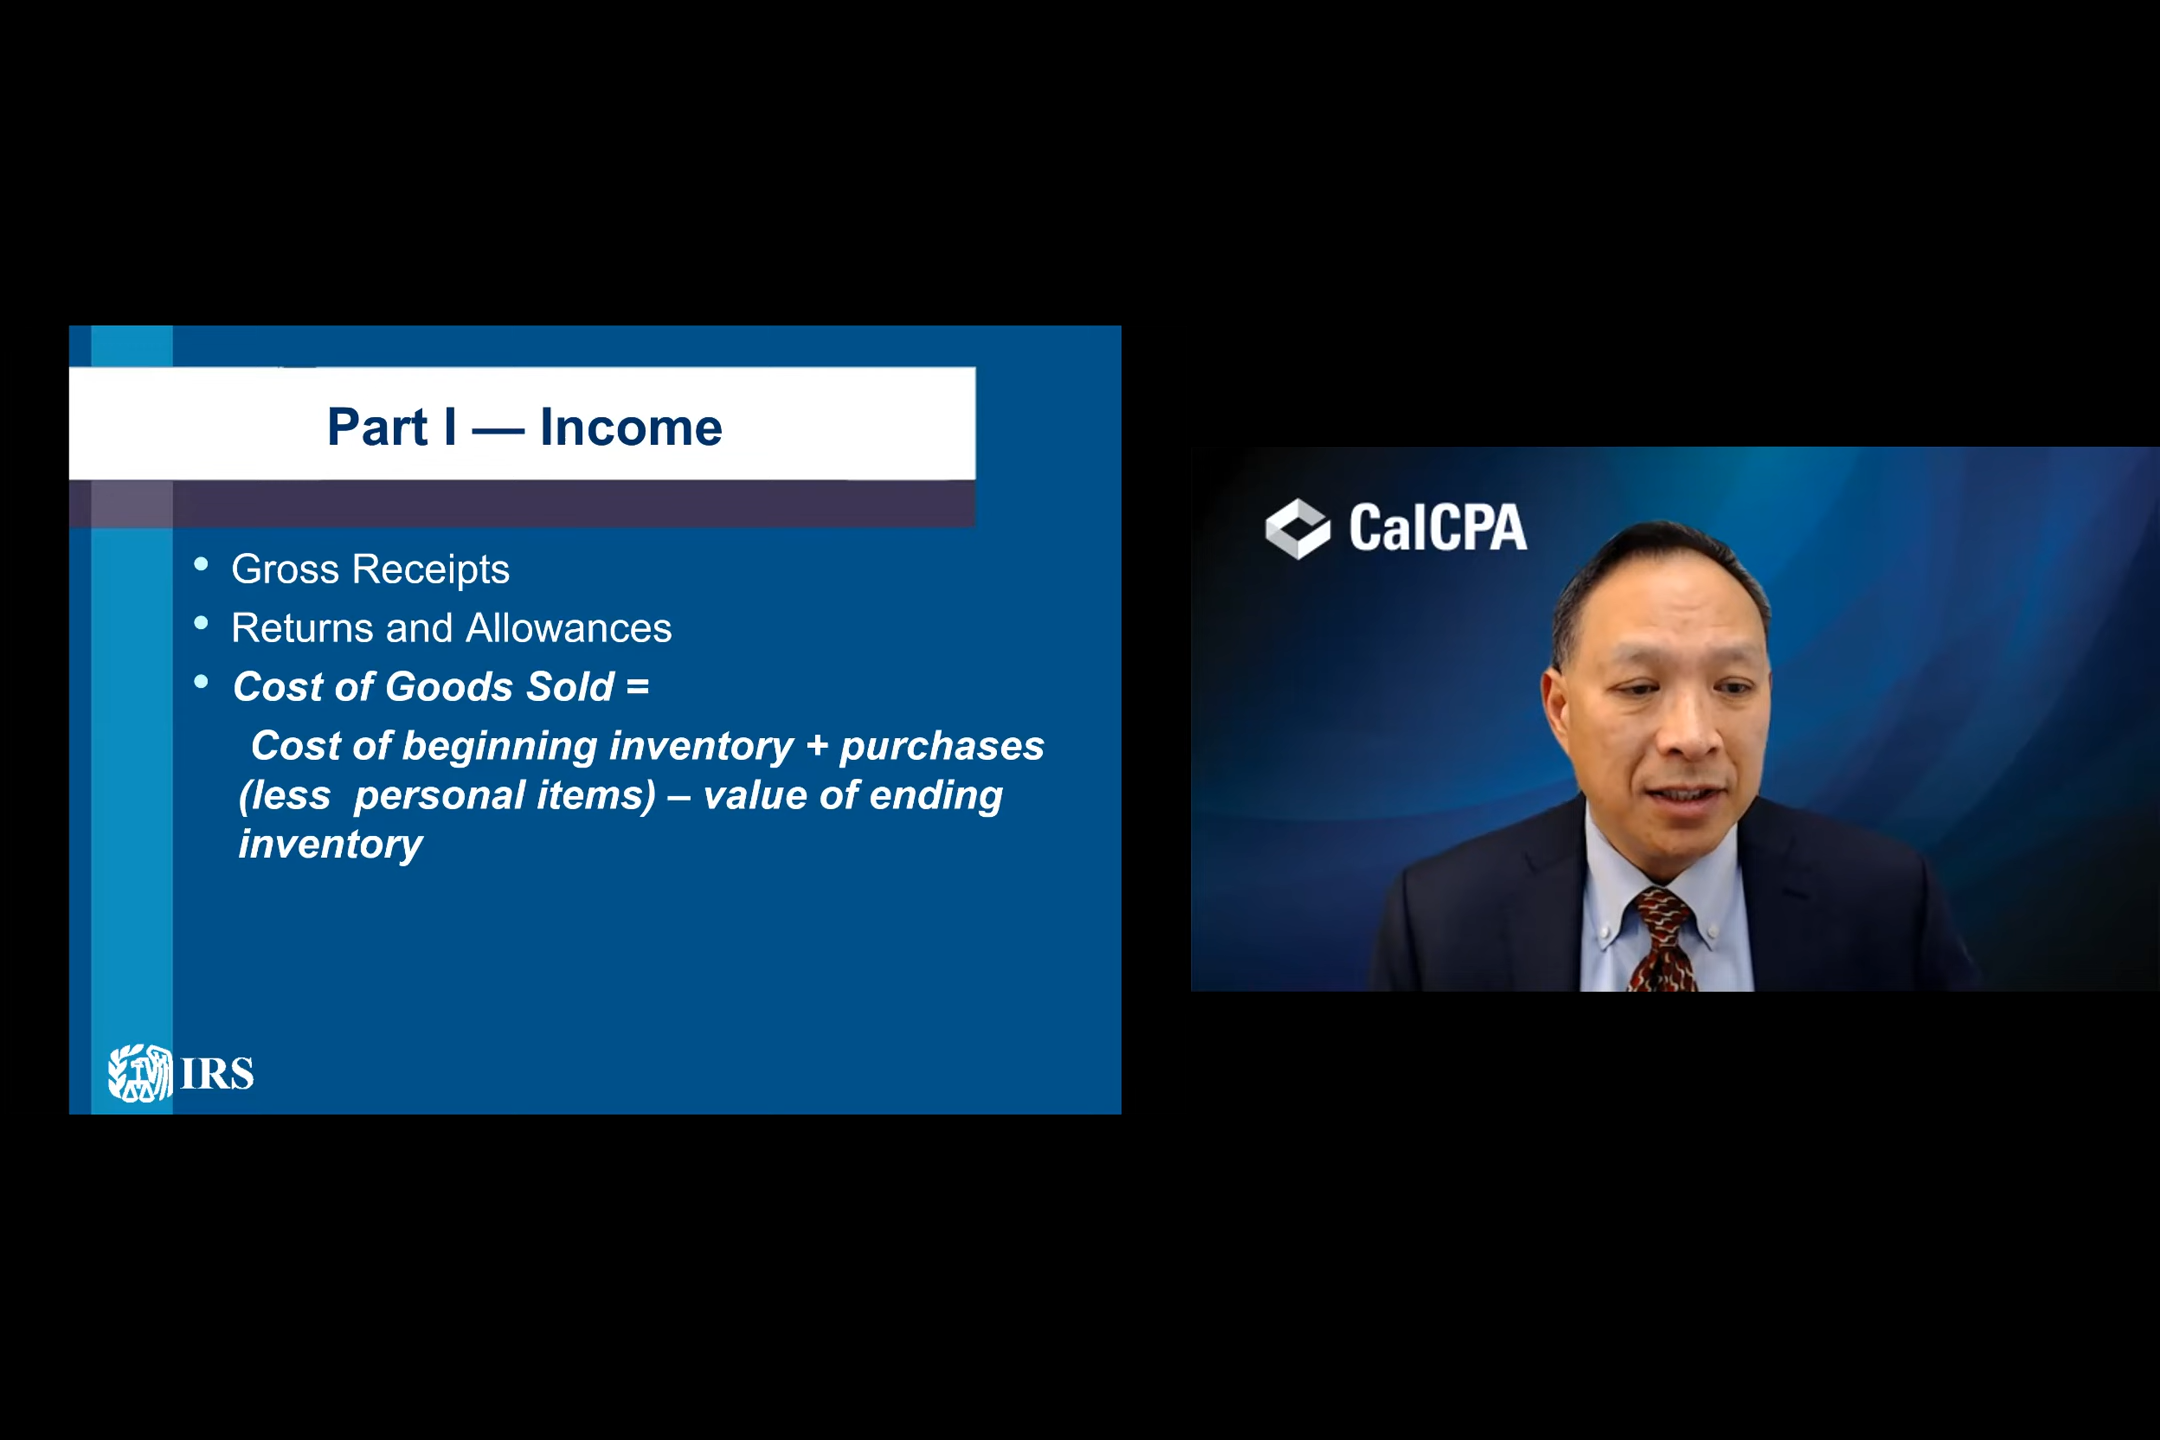 Part I — Income
• Gross Receipts
• Returns and Allowances
• Cost of Goods Sold =
Cost of beginning inventory + purchases
(less personal items) – value of ending
inventory
IRS
CalCPA